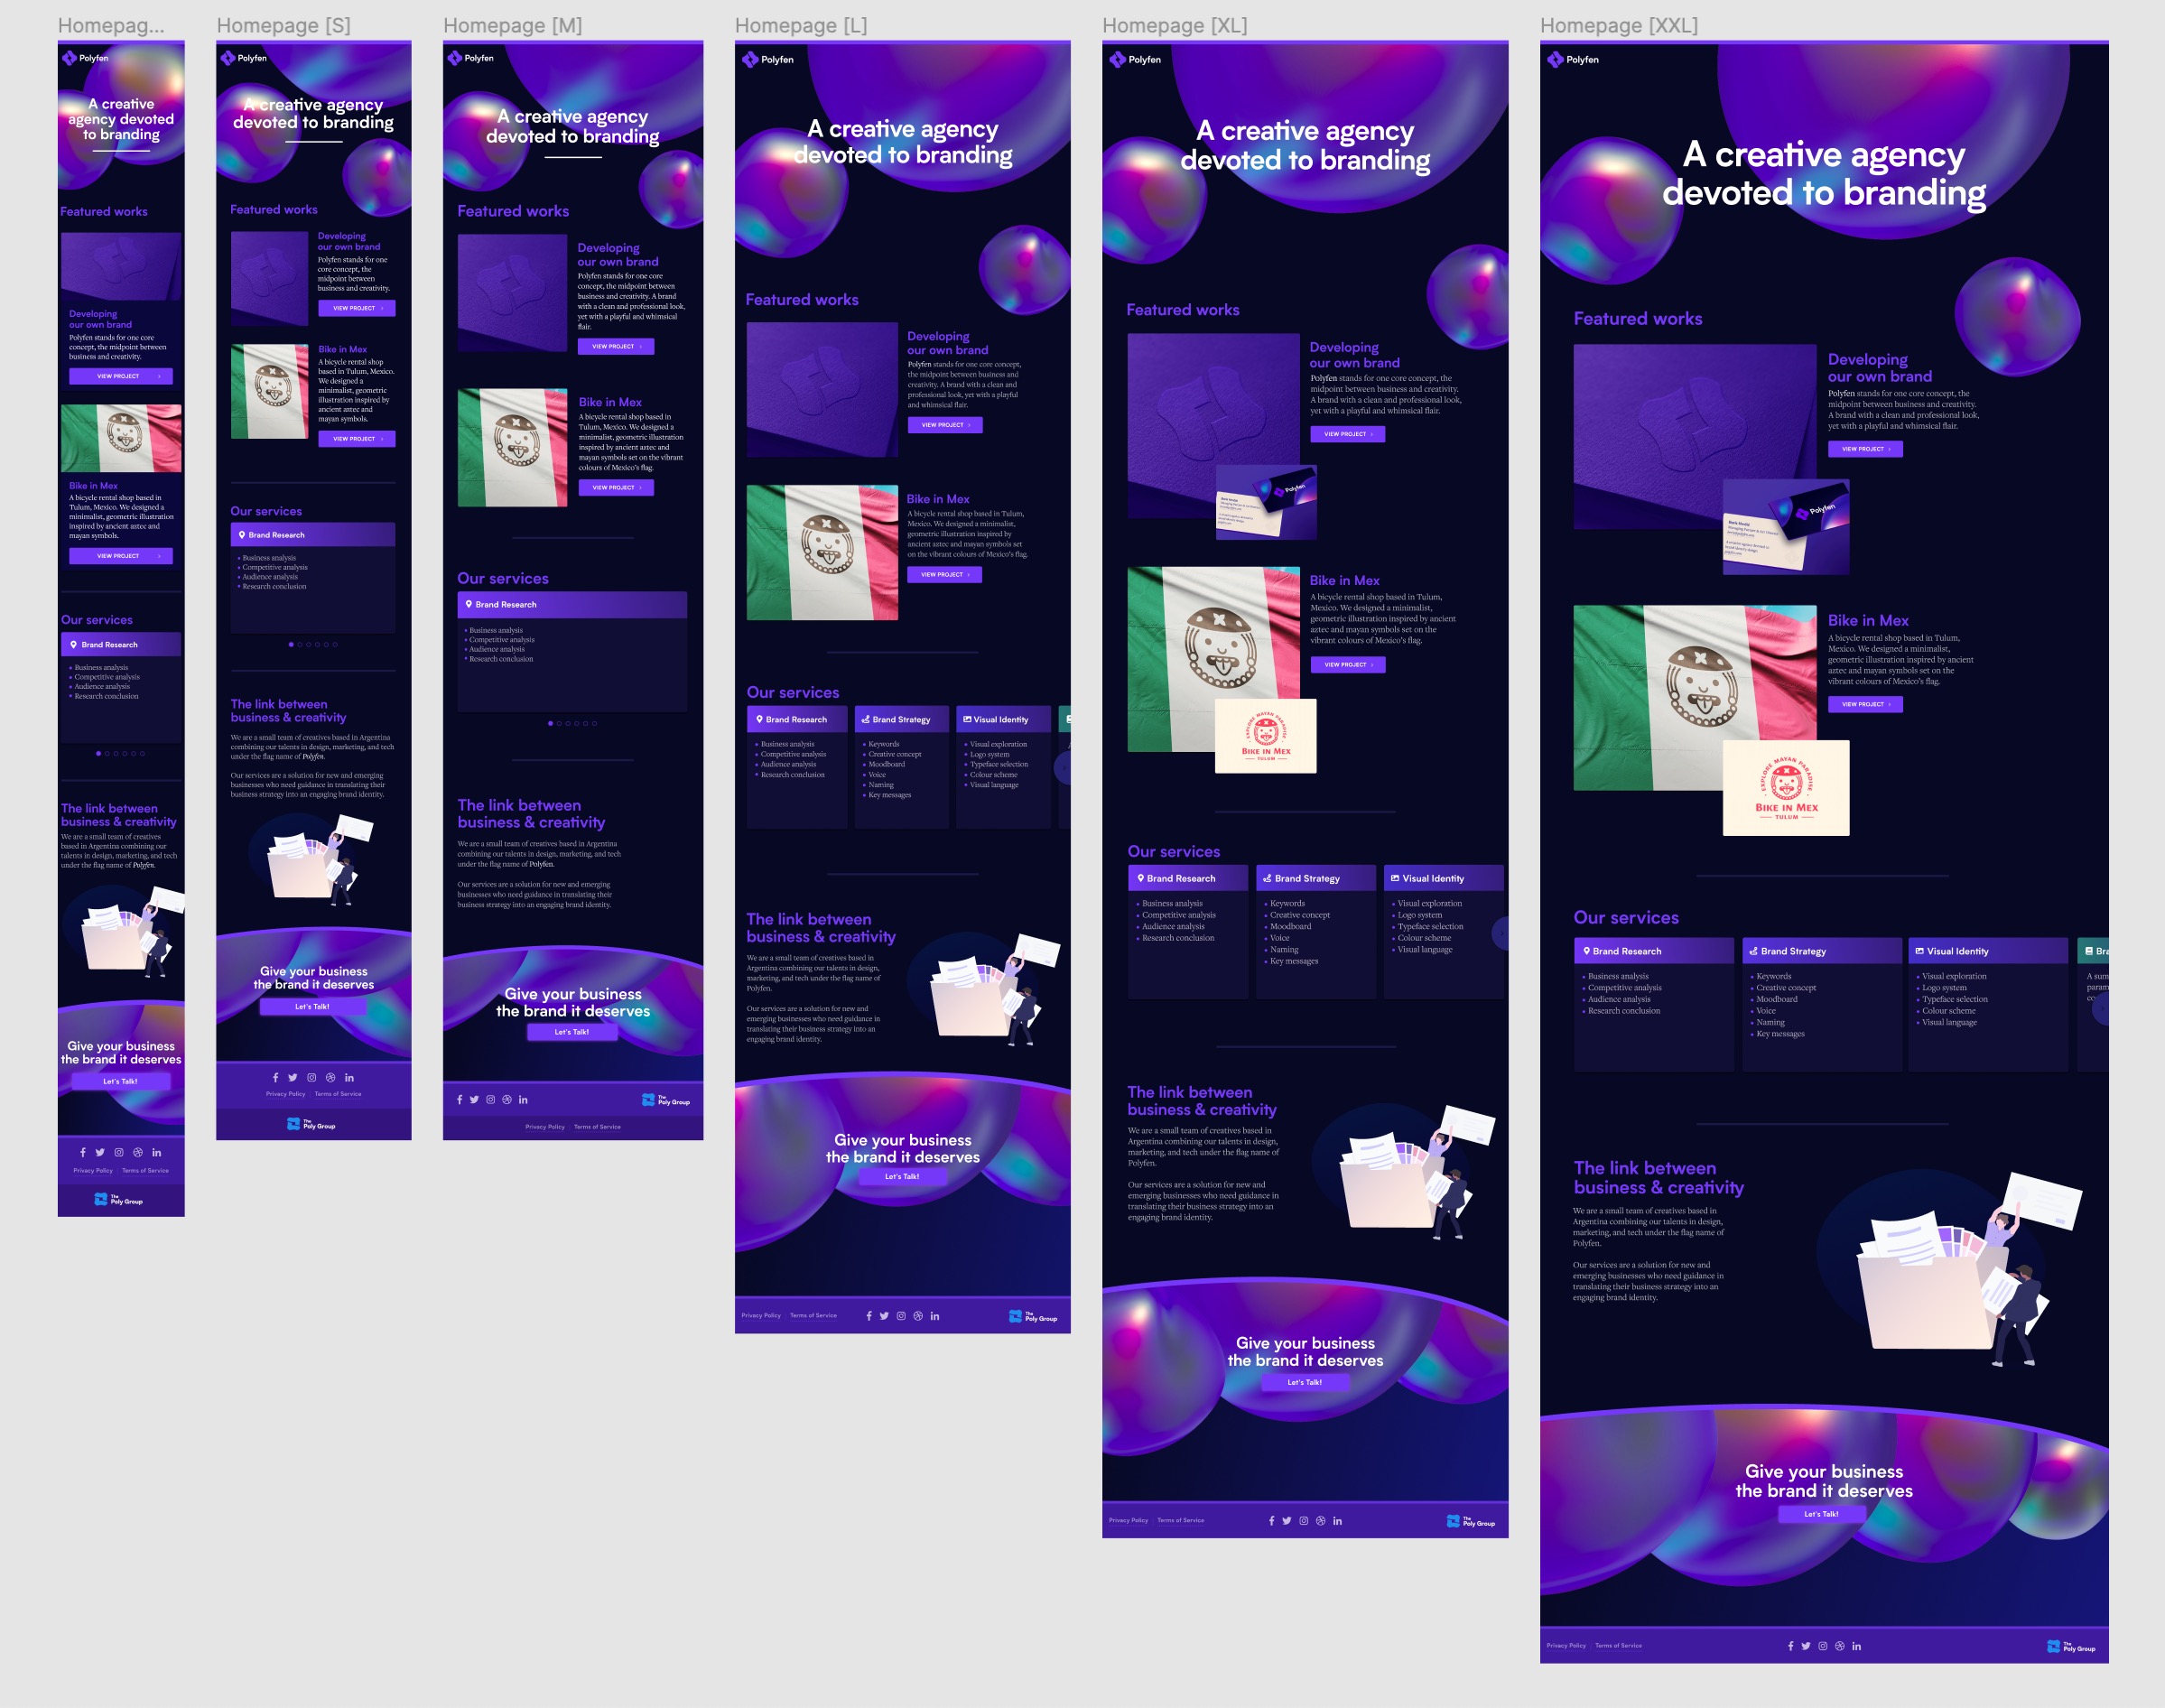 Homepag...
Polyfen
A creative
agency devoted
to branding
Featured works
Developing
our own brand
Polyfen stands for one core
concept, the midpoint between
business and creativity.
VIEW PROJECT
Bike in Mex
A bicycle rental shop based in
Tulum, Mexico. We designed a
minimalist, geometric illustration
inspired by ancient aztec and
mayan symbols.
VIEW PROJECT
Our services
Brand Research
Business analysis
Competitive analysis
Audience analysis
Research conclusion
The link between
business & creativity
We are a small team of creatives
based in Argentina combining our
talents in design, marketing, and tech
under the flag name of Polyfen.
Give your business
the brand it deserves
Let's Talk!
Privacy Policy
Terms of Service
The
Poly Group
Homepage [S]
Polyfen
A creative agency
devoted to branding
Featured works
Developing
our own brand
Polyfen stands for one
core concept, the
midpoint between
business and creativity.
VIEW PROJECT
Bike in Mex
A bicycle rental shop
based in Tulum, Mexico.
We designed a
minimalist, geometric
illustration inspired by
ancient aztec and
mayan symbols.
VIEW PROJECT
Our services
Brand Research
Business analysis
Competitive analysis
Audience analysis
Research conclusion
The link between
business & creativity
We are a small team of creatives based in Argentina
combining our talents in design, marketing, and tech
under the flag name of Polyfen.
Our services are a solution for new and emerging
businesses who need guidance in translating their
business strategy into an engaging brand identity.
Give your business
the brand it deserves
Let's Talk!
Privacy Policy
Terms of Service
The
Poly Group
Homepage [M]
Polyfen
A creative agency
devoted to branding
Featured works
Developing
our own brand
Polyfen stands for one core
concept, the midpoint between
business and creativity. A brand
with a clean and professional look,
yet with a playful and whimsical
flair.
VIEW PROJECT
Bike in Mex
A bicycle rental shop based in
Tulum, Mexico. We designed a
minimalist, geometric illustration
inspired by ancient aztec and
mayan symbols set on the vibrant
colours of Mexico's flag.
VIEW PROJECT
Our services
Brand Research
Business analysis
Competitive analysis
Audience analysis
Research conclusion
The link between
business & creativity
We are a small team of creatives based in Argentina
combining our talents in design, marketing, and tech
under the flag name of Polyfen.
Our services are a solution for new and emerging
businesses who need guidance in translating their
business strategy into an engaging brand identity.
Give your business
the brand it deserves
Let's Talk!
The
Poly Group
Privacy Policy
Terms of Service
Homepage [L]
Polyfen
A creative agency
devoted to branding
Featured works
Developing
our own brand
Polyfen stands for one core concept,
the midpoint between business and
creativity. A brand with a clean and
professional look, yet with a playful
and whimsical flair.
VIEW PROJECT
Bike in Mex
A bicycle rental shop based in Tulum,
Mexico. We designed a minimalist,
geometric illustration inspired by
ancient aztec and mayan symbols set
on the vibrant colours of Mexico's flag.
VIEW PROJECT
Our services
Brand Research
Business analysis
Competitive analysis
Audience analysis
Research conclusion
Brand Strategy
Keywords
Creative concept
Moodboard
Voice
Naming
Key messages
Visual Identity
Visual exploration
Logo system
Typeface selection
Colour scheme
Visual language
The link between
business & creativity
We are a small team of creatives based in
Argentina combining our talents in design,
marketing, and tech under the flag name of
Polyfen.
Our services are a solution for new and
emerging businesses who need guidance in
translating their business strategy into an
engaging brand identity.
Give your business
the brand it deserves
Let's Talk!
Privacy Policy
Terms of Service
The
Poly Group
Homepage [XL]
Polyfen
A creative agency
devoted to branding
Featured works
Developing
our own brand
Polyfen stands for one core concept, the
midpoint between business and creativity.
A brand with a clean and professional look,
yet with a playful and whimsical flair.
VIEW PROJECT
Polyfen
Bike in Mex
A bicycle rental shop based in Tulum,
Mexico. We designed a minimalist,
geometric illustration inspired by ancient
aztec and mayan symbols set on the
vibrant colours of Mexico's flag.
VIEW PROJECT
EXPLORE MAYAN PARADISE
BIKE IN MEX
TULUM
Our services
Brand Research
Business analysis
Competitive analysis
Audience analysis
Research conclusion
Brand Strategy
Keywords
Creative concept
Moodboard
Voice
Naming
Key messages
Visual Identity
Visual exploration
Logo system
Typeface selection
Colour scheme
Visual language
The link between
business & creativity
We are a small team of creatives based in
Argentina combining our talents in design,
marketing, and tech under the flag name of
Polyfen.
Our services are a solution for new and
emerging businesses who need guidance in
translating their business strategy into an
engaging brand identity.
Give your business
the brand it deserves
Let's Talk!
Privacy Policy
Terms of Service
The
Poly Group
Homepage [XXL]
Polyfen
A creative agency
devoted to branding
Featured works
Developing
our own brand
Polyfen stands for one core concept, the
midpoint between business and creativity.
A brand with a clean and professional look,
yet with a playful and whimsical flair.
VIEW PROJECT
Polyfen
Bike in Mex
A bicycle rental shop based in Tulum,
Mexico. We designed a minimalist,
geometric illustration inspired by ancient
aztec and mayan symbols set on the
vibrant colours of Mexico's flag.
VIEW PROJECT
EXPLORE MAYAN PARADISE
BIKE IN MEX
TULUM
Our services
Brand Research
Business analysis
Competitive analysis
Audience analysis
Research conclusion
Brand Strategy
Keywords
Creative concept
Moodboard
Voice
Naming
Key messages
Visual Identity
Visual exploration
Logo system
Typeface selection
Colour scheme
Visual language
Bra
A sum
param
co
The link between
business & creativity
We are a small team of creatives based in
Argentina combining our talents in design,
marketing, and tech under the flag name of
Polyfen.
Our services are a solution for new and
emerging businesses who need guidance in
translating their business strategy into an
engaging brand identity.
Give your business
the brand it deserves
Let's Talk!
Privacy Policy
Terms of Service
The
Poly Group